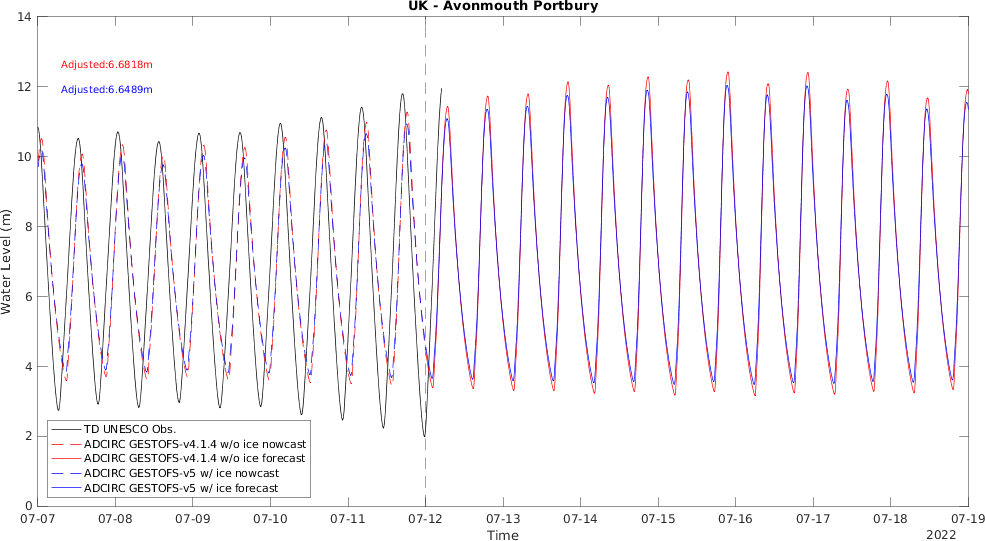 UK - Avonmouth Portbury
14
12
10
8
6
4
2
0
Water Level (m)
Adjusted:6.6818m
Adjusted:6.6489m
TD UNESCO Obs.
ADCIRC GESTOFS-v4.1.4 w/o ice nowcast
ADCIRC GESTOFS-v4.1.4 w/o ice forecast
ADCIRC GESTOFS-v5 w/ ice nowcast
ADCIRC GESTOFS-v5 w/ ice forecast
07-07 07-08 07-09 07-10 07-11 07-12 07-13 07-14 07-15 07-16 07-17 07-18 07-19
Time
2022